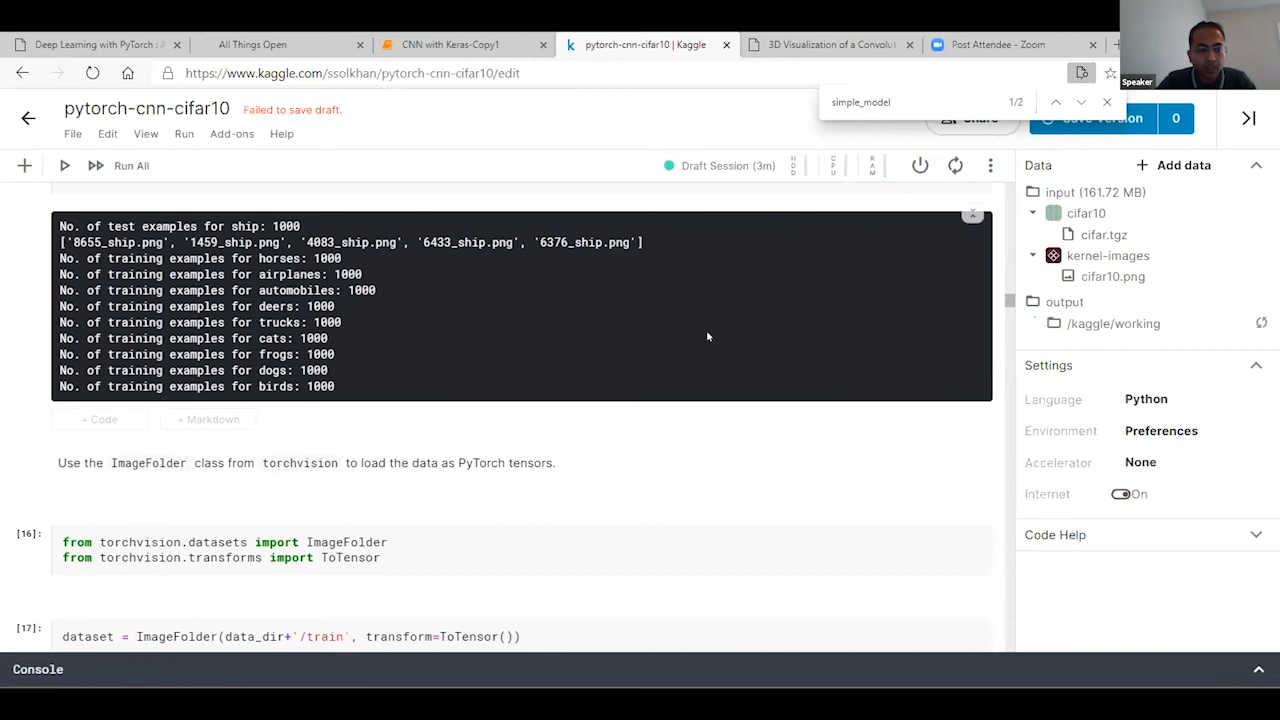 Deep Learning with PyTorch : A
All Things Open
CNN with Keras-Copy1
pytorch-cnn-cifar10 | Kaggle
3D Visualization of a Convolut
Post Attendee - Zoom
https://www.kaggle.com/ssolkhan/pytorch-cnn-cifar10/edit
Speaker
pytorch-cnn-cifar10
Failed to save draft.
simple_model
1/2
Share
Save Version
0
File
Edit
View
Run
Add-ons
Help
Run All
Draft Session (3m)
HDD
CPU
RAM
Data
Add data
No. of test examples for ship: 1000
['8655_ship.png', '1459_ship.png', '4083_ship.png', '6433_ship.png', '6376_ship.png']
No. of training examples for horses: 1000
No. of training examples for airplanes: 1000
No. of training examples for automobiles: 1000
No. of training examples for deers: 1000
No. of training examples for trucks: 1000
No. of training examples for cats: 1000
No. of training examples for frogs: 1000
No. of training examples for dogs: 1000
No. of training examples for birds: 1000
+ Code
+ Markdown
Use the ImageFolder class from torchvision to load the data as PyTorch tensors.
[16]:
from torchvision.datasets import ImageFolder
from torchvision.transforms import ToTensor
[17]:
dataset = ImageFolder(data_dir+'/train', transform=ToTensor())
input (161.72 MB)
cifar10
cifar.tgz
kernel-images
cifar10.png
output
/kaggle/working
Settings
Language
Python
Environment
Preferences
Accelerator
None
Internet
On
Code Help
Console